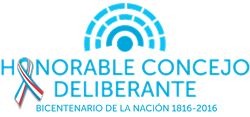 HONORABLE CONCEJO
DELIBERANTE
BICENTENARIO DE LA NACIÓN 1816-2016